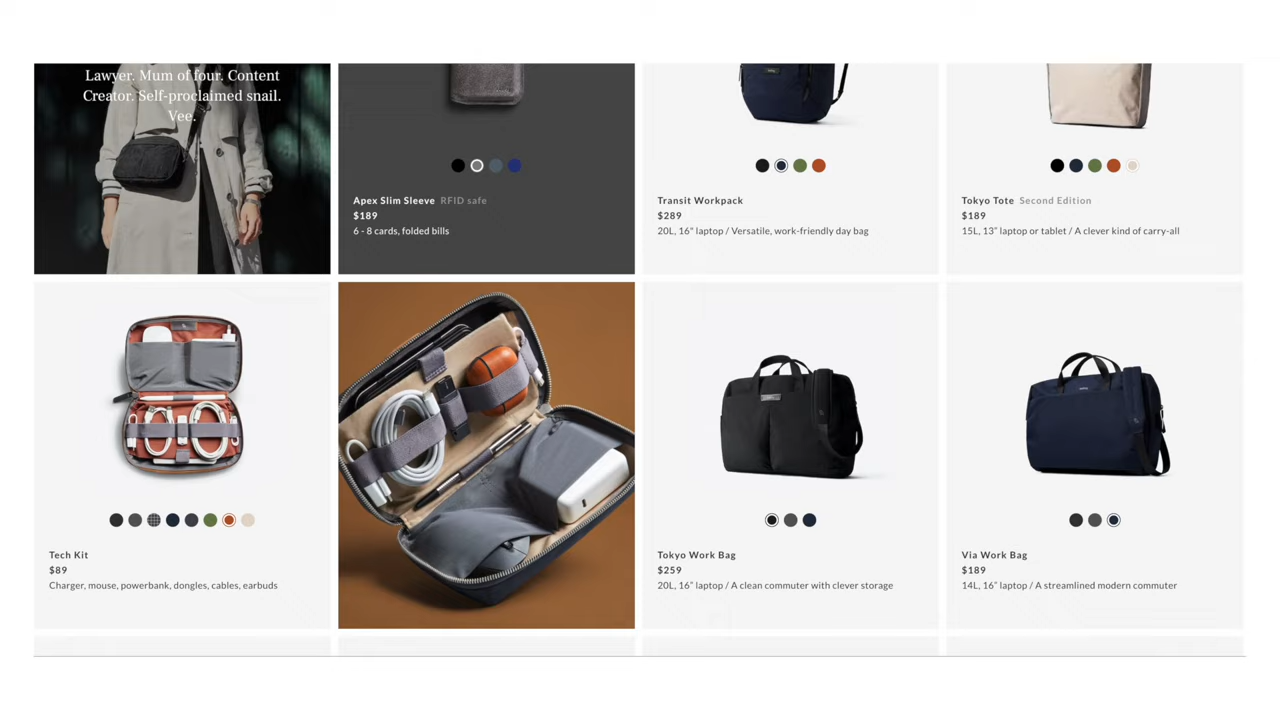 Lawyer. Mum of four. Content
Creator. Self-proclaimed snail.
Vee.
Apex Slim Sleeve RFID safe
$189
6 - 8 cards, folded bills
Transit Workpack
$289
20L, 16" laptop / Versatile, work-friendly day bag
Tokyo Tote Second Edition
$189
15L, 13" laptop or tablet / A clever kind of carry-all
Tech Kit
$89
Charger, mouse, powerbank, dongles, cables, earbuds
Tokyo Work Bag
$259
20L, 16" laptop / A clean commuter with clever storage
Via Work Bag
$189
14L, 16" laptop / A streamlined modern commuter